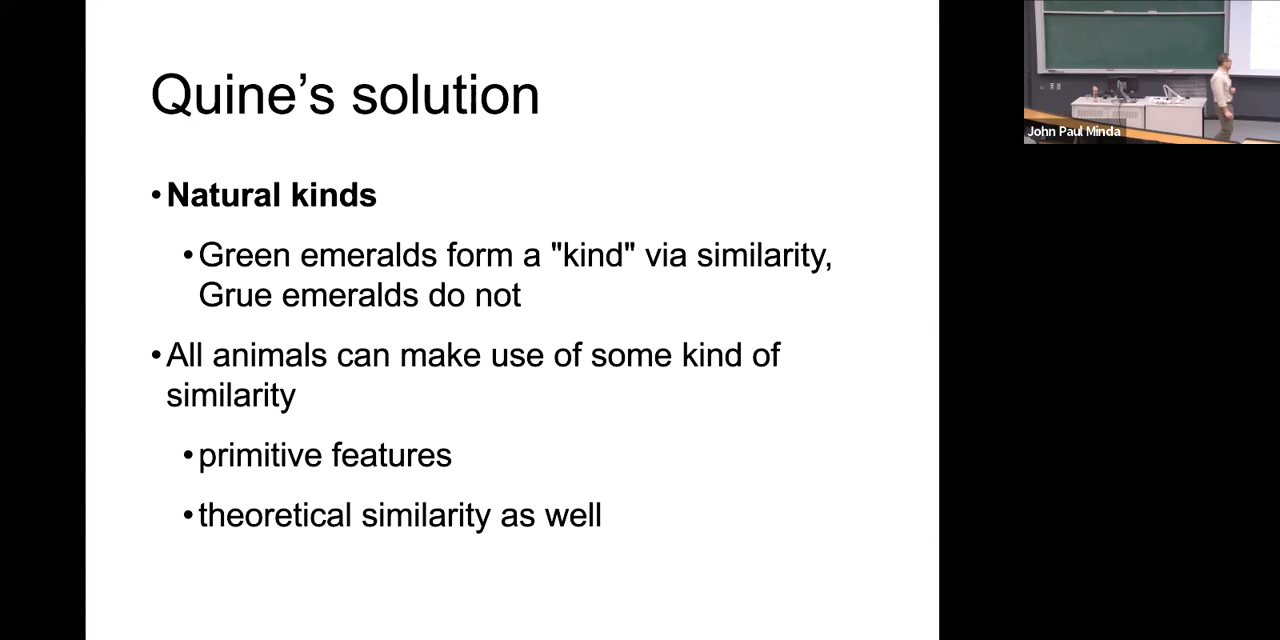 Quine’s solution
• Natural kinds
• Green emeralds form a "kind" via similarity,
Grue emeralds do not
• All animals can make use of some kind of
similarity
• primitive features
• theoretical similarity as well
John Paul Minda